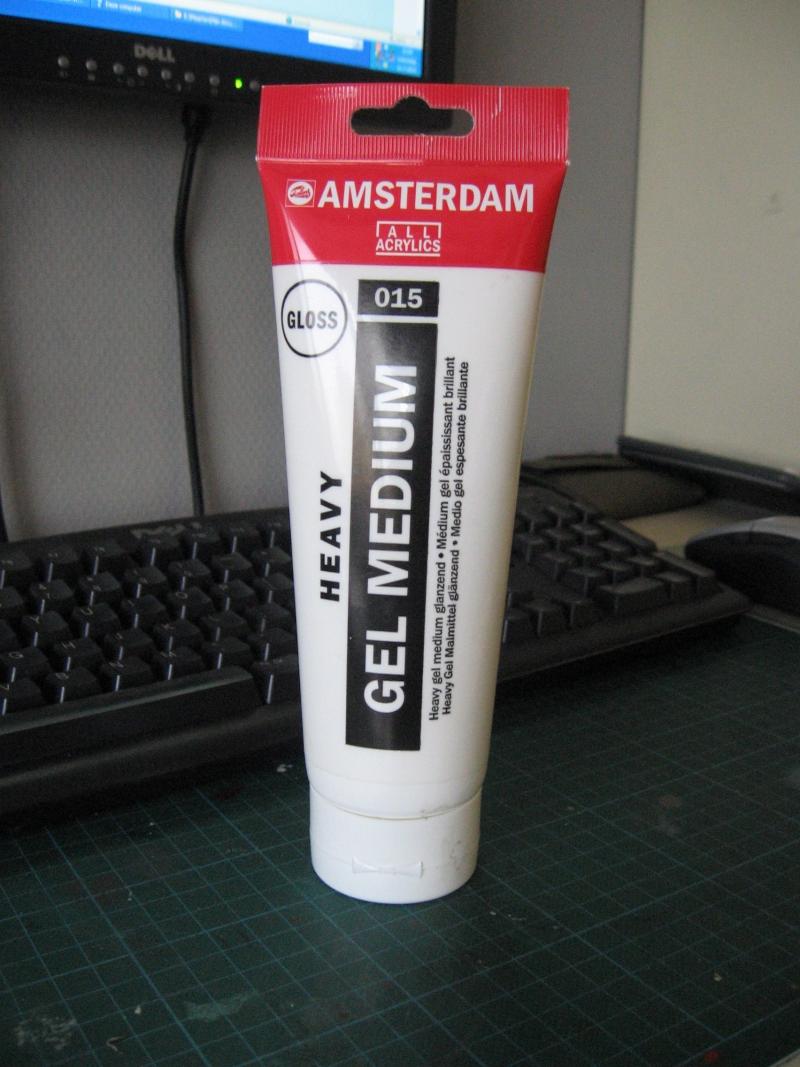 DELL
AMSTERDAM
ALL
ACRYLICS
GLOSS
015
HEAVY
GEL MEDIUM
Heavy gel medium glanzend • Médium gel épaississant brillant
Heavy Gel Malmittel glänzend • Medio gel espesante brillante